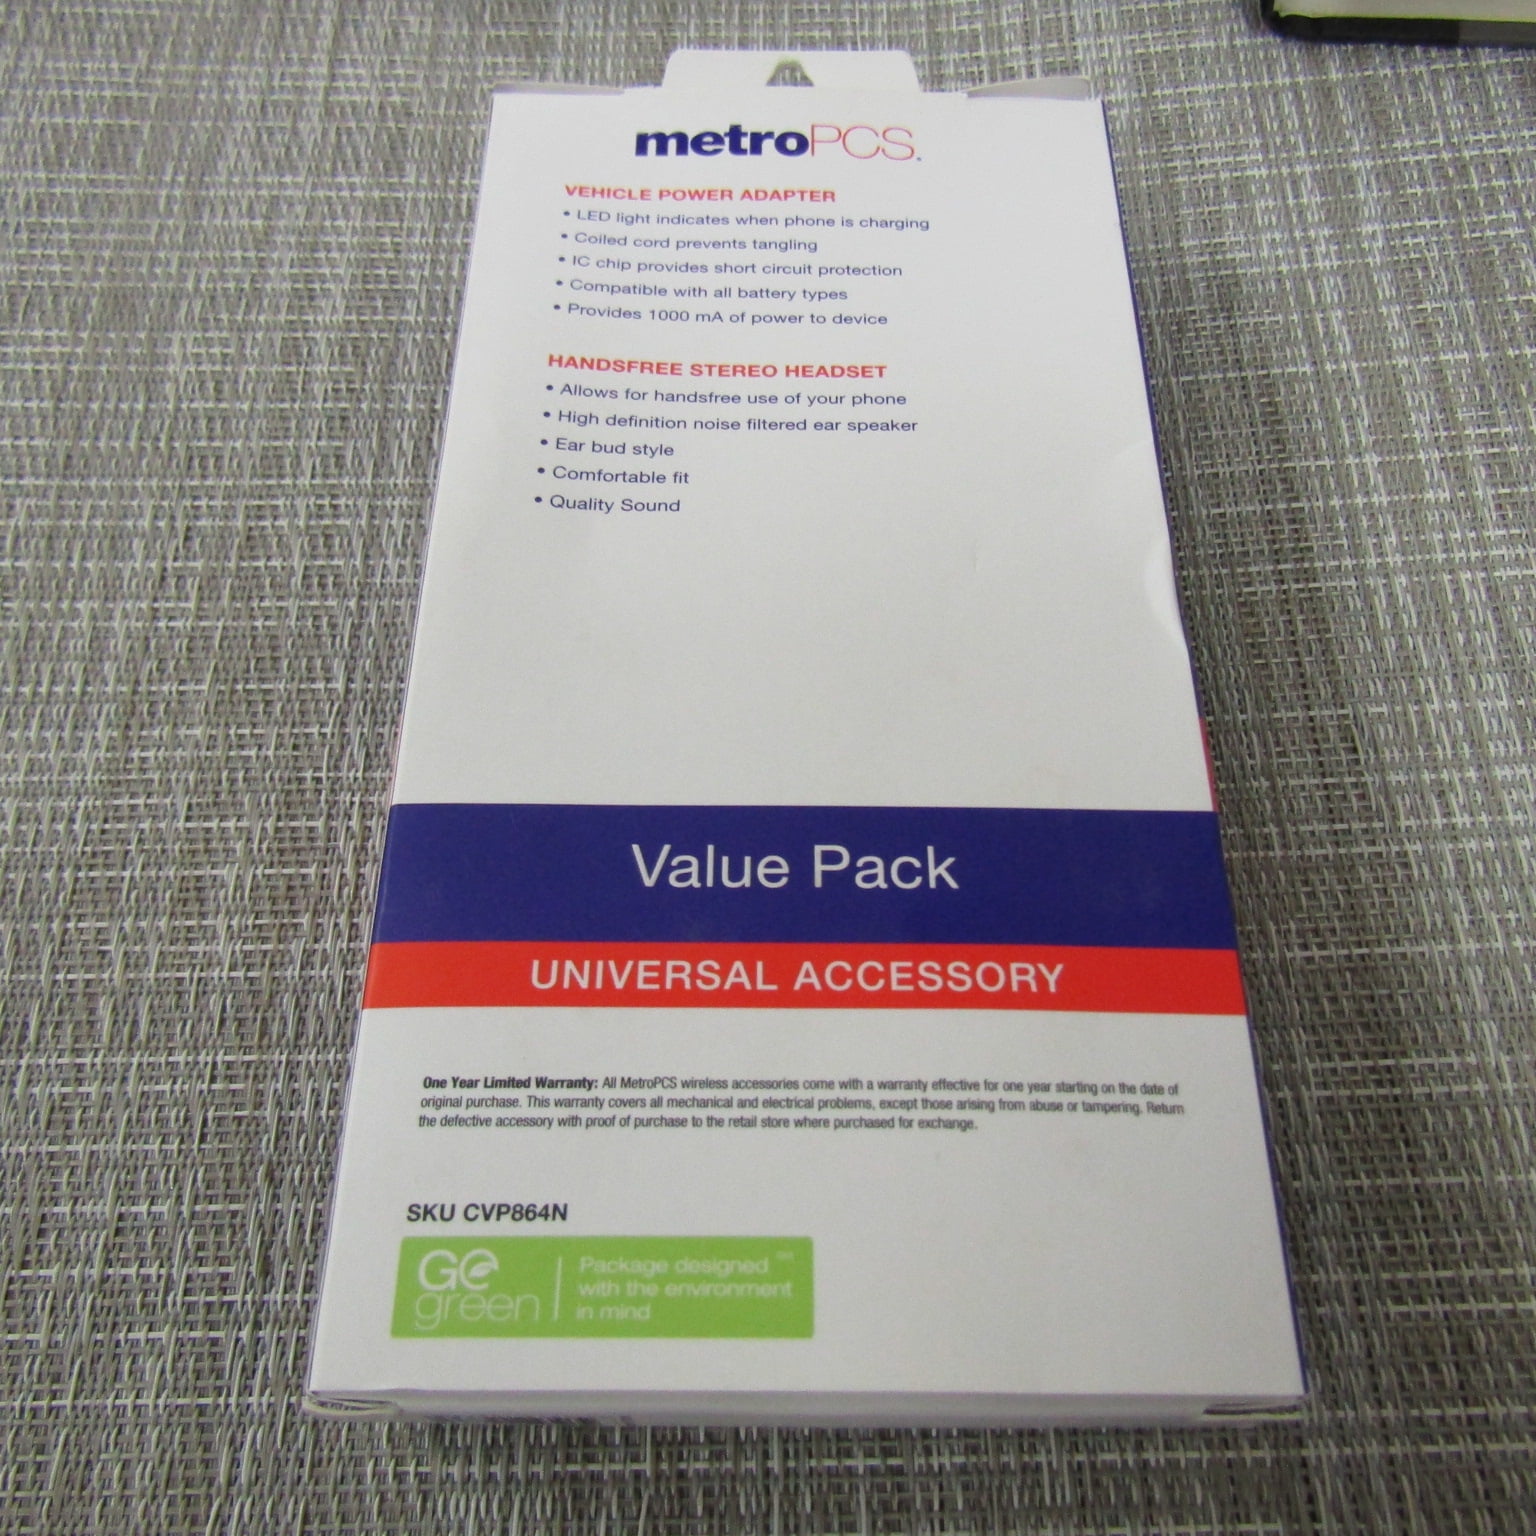 metroPCS.
VEHICLE POWER ADAPTER
• LED light indicates when phone is charging
• Coiled cord prevents tangling
• IC chip provides short circuit protection
• Compatible with all battery types
• Provides 1000 mA of power to device
HANDSFREE STEREO HEADSET
• Allows for handsfree use of your phone
• High definition noise filtered ear speaker
• Ear bud style
• Comfortable fit
• Quality Sound
Value Pack
UNIVERSAL ACCESSORY
One Year Limited Warranty: All MetroPCS wireless accessories come with a warranty effective for one year starting on the date of
original purchase. This warranty covers all mechanical and electrical problems, except those arising from abuse or tampering. Return
the defective accessory with proof of purchase to the retail store where purchased for exchange.
SKU CVP864N
GO
green
Package designed
with the environment
in mind